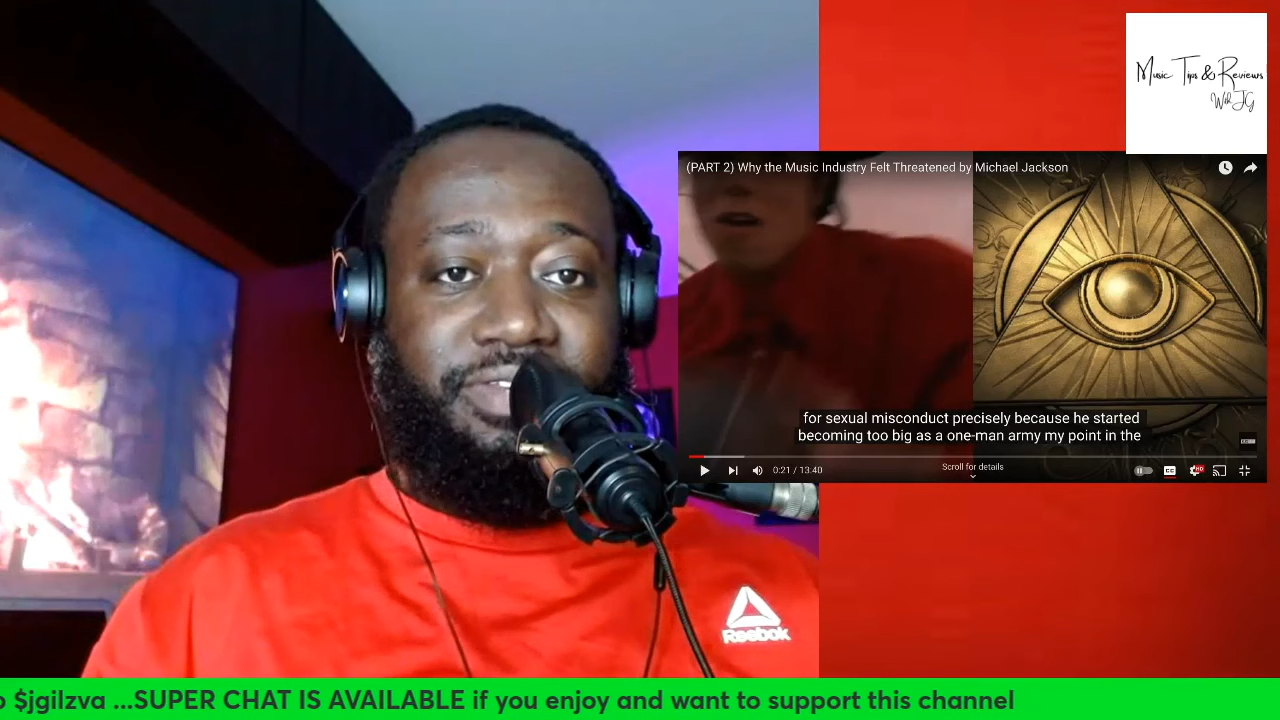 Music Tips & Reviews
With JG
(PART 2) Why the Music Industry Felt Threatened by Michael Jackson
for sexual misconduct precisely because he started
becoming too big as a one-man army my point in the
0:21 / 13:40
Scroll for details
CC
HD
Reebok
$jgilzva ...SUPER CHAT IS AVAILABLE if you enjoy and want to support this channel